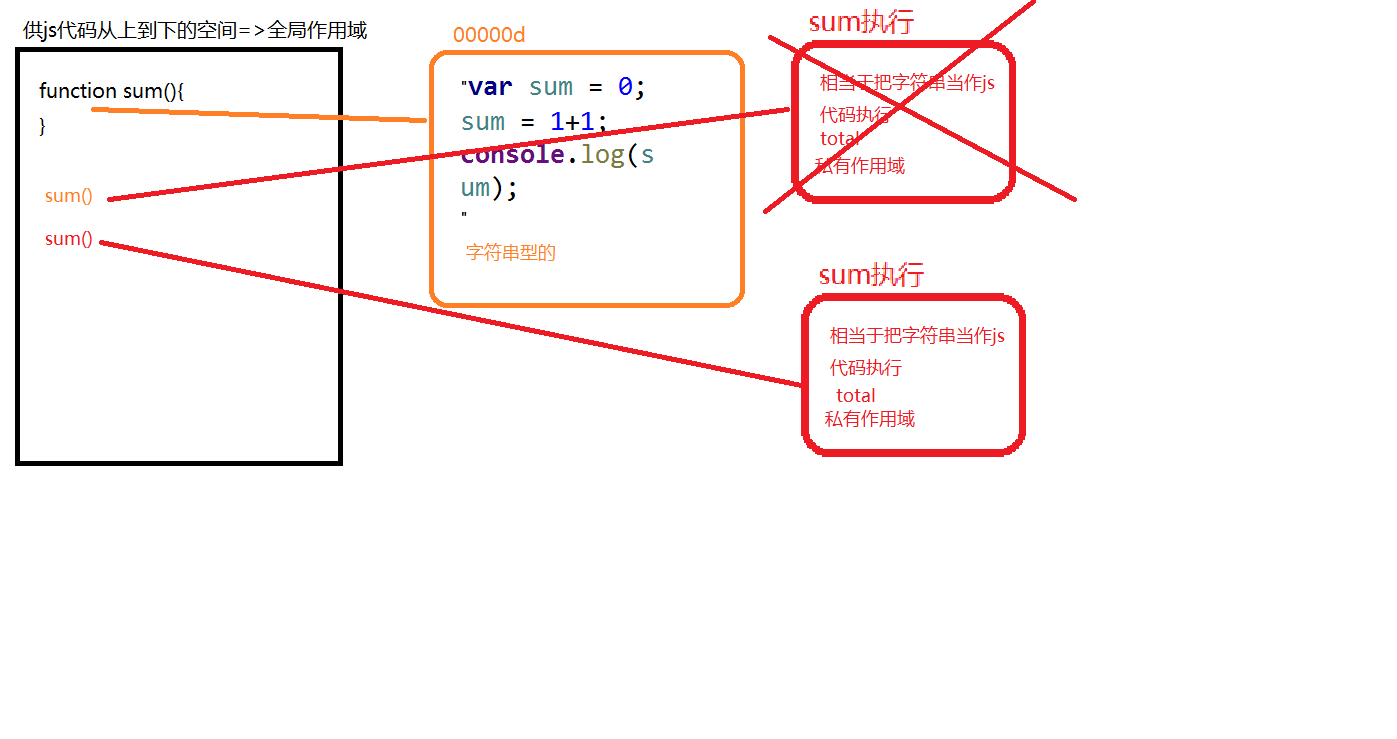 供js代码从上到下的空间=>全局作用域
function sum(){
}
sum()
sum()
00000d
"var sum = 0;
sum = 1+1;
console.log(s
um);
"
字符串型的
sum执行
相当于把字符串当作js
代码执行
total
私有作用域
sum执行
相当于把字符串当作js
代码执行
total
私有作用域